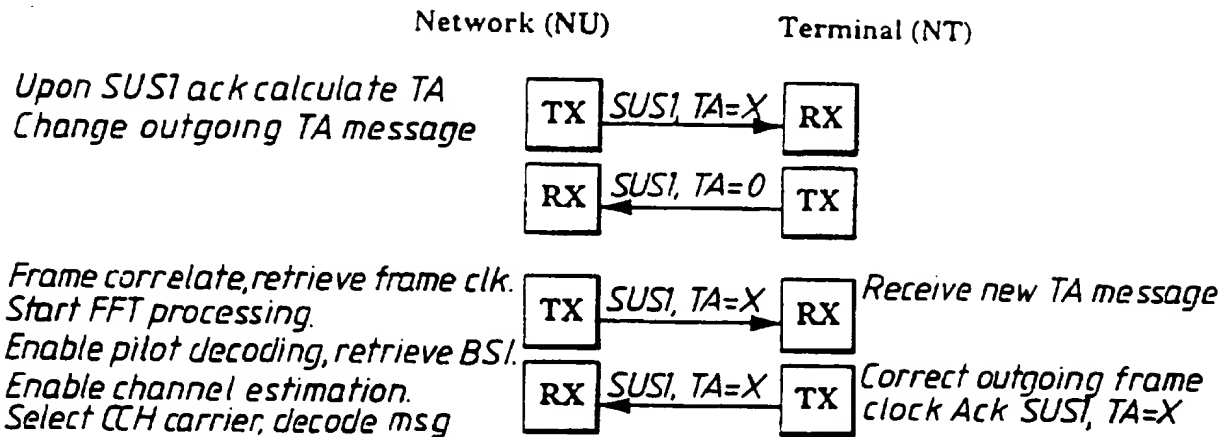 Network (NU) Terminal (NT)
Upon SUS1 ack calculate TA
Change outgoing TA message
TX SUS1, TA=X RX
RX SUS1, TA=0 TX
Frame correlate, retrieve frame clk.
Start FFT processing.
TX SUS1, TA=X RX
Receive new TA message
Enable pilot decoding, retrieve BSI.
Enable channel estimation.
Select CCH carrier, decode msg
RX SUS1, TA=X TX
Correct outgoing frame
clock Ack SUS1, TA=X